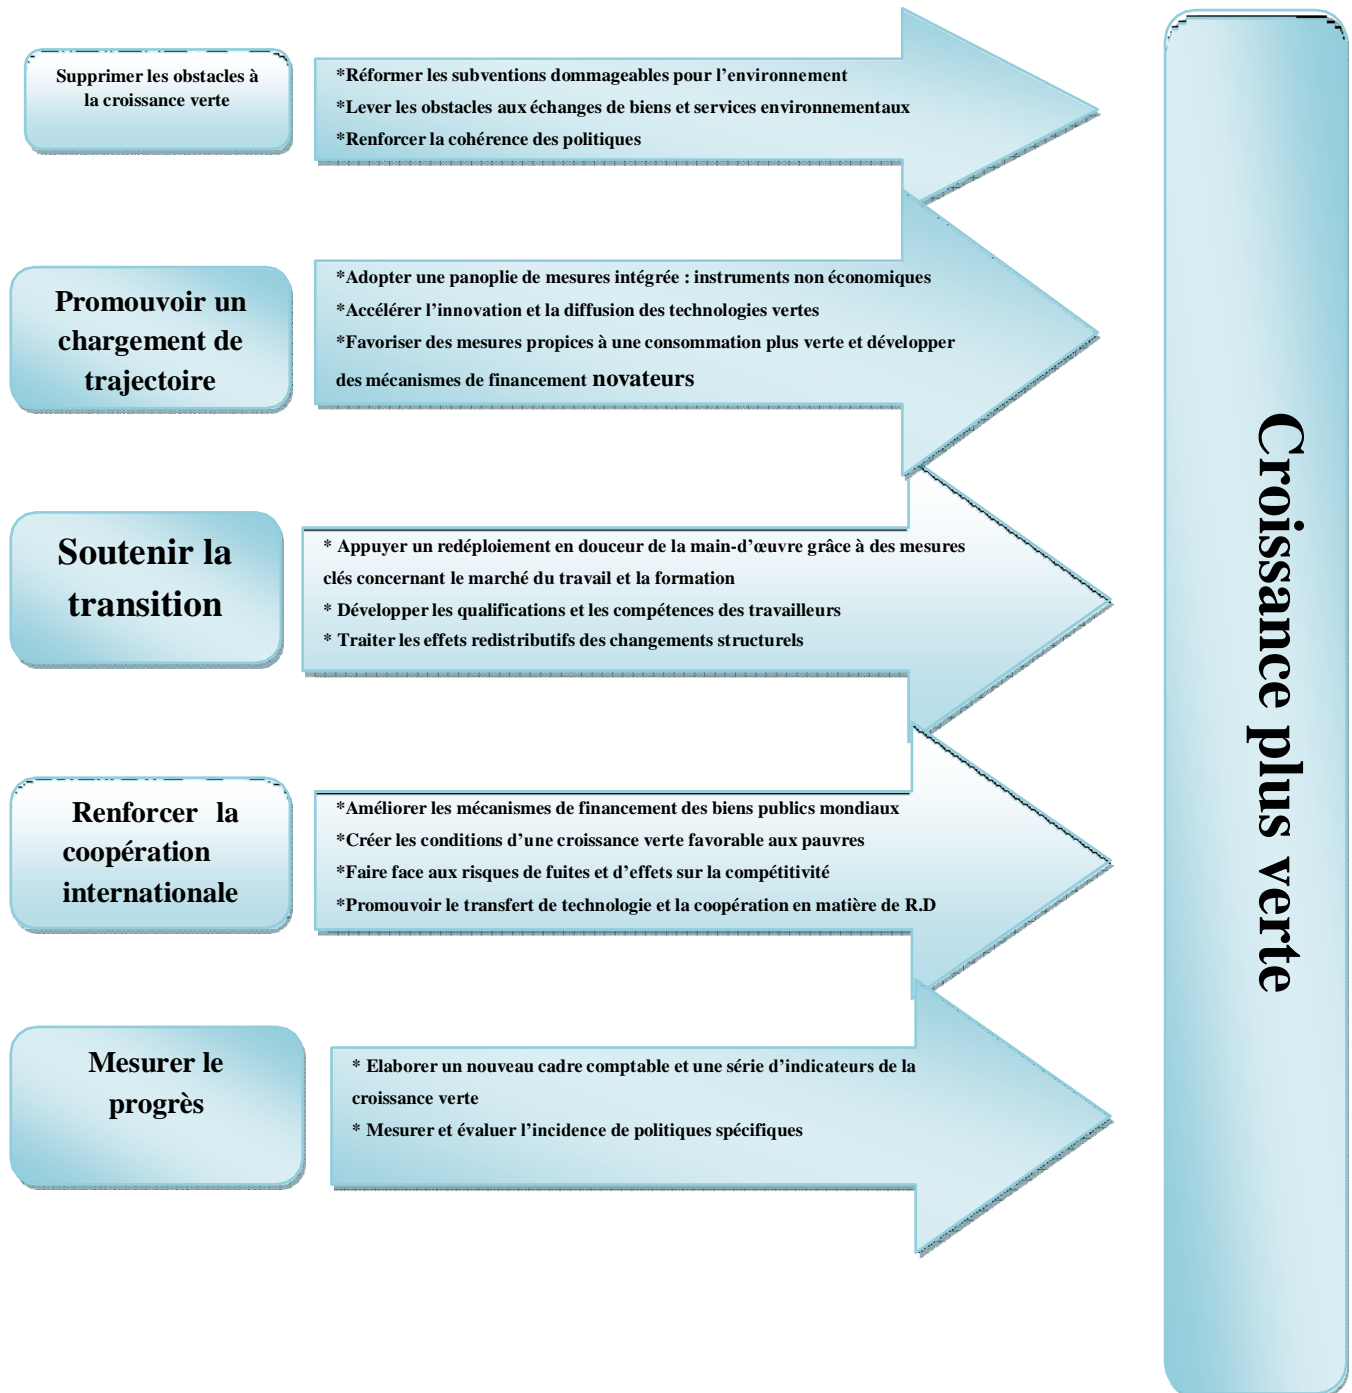 Supprimer les obstacles à
la croissance verte
*Réformer les subventions dommageables pour l’environnement
*Lever les obstacles aux échanges de biens et services environnementaux
*Renforcer la cohérence des politiques
Promouvoir un
chargement de
trajectoire
*Adopter une panoplie de mesures intégrée : instruments non économiques
*Accélérer l’innovation et la diffusion des technologies vertes
*Favoriser des mesures propices à une consommation plus verte et développer
des mécanismes de financement novateurs
Soutenir la
transition
* Appuyer un redéploiement en douceur de la main-d’œuvre grâce à des mesures
clés concernant le marché du travail et la formation
* Développer les qualifications et les compétences des travailleurs
* Traiter les effets redistributifs des changements structurels
Renforcer la
coopération
internationale
*Améliorer les mécanismes de financement des biens publics mondiaux
*Créer les conditions d’une croissance verte favorable aux pauvres
*Faire face aux risques de fuites et d’effets sur la compétitivité
*Promouvoir le transfert de technologie et la coopération en matière de R.D
Mesurer le
progrès
* Elaborer un nouveau cadre comptable et une série d’indicateurs de la
croissance verte
* Mesurer et évaluer l’incidence de politiques spécifiques
Croissance plus verte